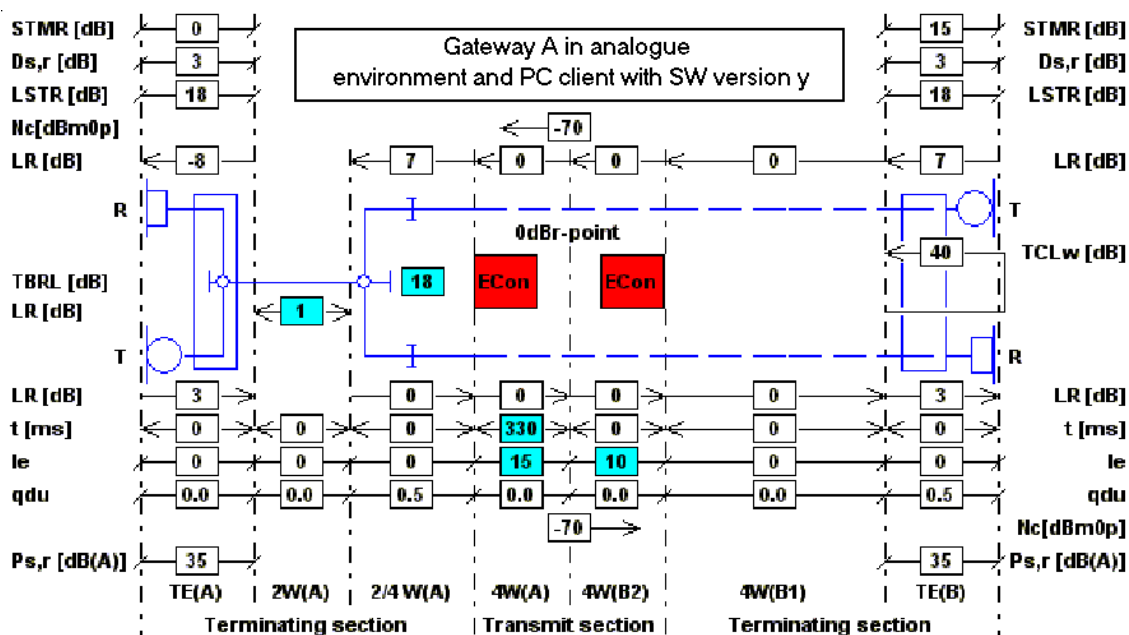 STMR [dB] 0 15 STMR [dB]
Gateway A in analogue
environment and PC client with SW version y
Ds,r [dB] 3 3 Ds,r [dB]
LSTR [dB] 18 18 LSTR [dB]
Nc[dBm0p] -70
LR [dB] -8 7 0 0 0 7 LR [dB]
R T
0dBr-point
TCLw [dB] 40
TBRL [dB] 18 ECon ECon
LR [dB] 1
T R
LR [dB] 3 0 0 0 0 3 LR [dB]
t [ms] 0 0 0 330 0 0 0 t [ms]
Ie 0 0 0 15 10 0 0 Ie
qdu 0.0 0.0 0.5 0.0 0.0 0.0 0.5 qdu
-70 Nc[dBm0p]
Ps,r [dB(A)] 35 35 Ps,r [dB(A)]
TE(A) 2W(A) 2/4 W(A) 4W(A) 4W(B2) 4W(B1) TE(B)
Terminating section Transmit section Terminating section